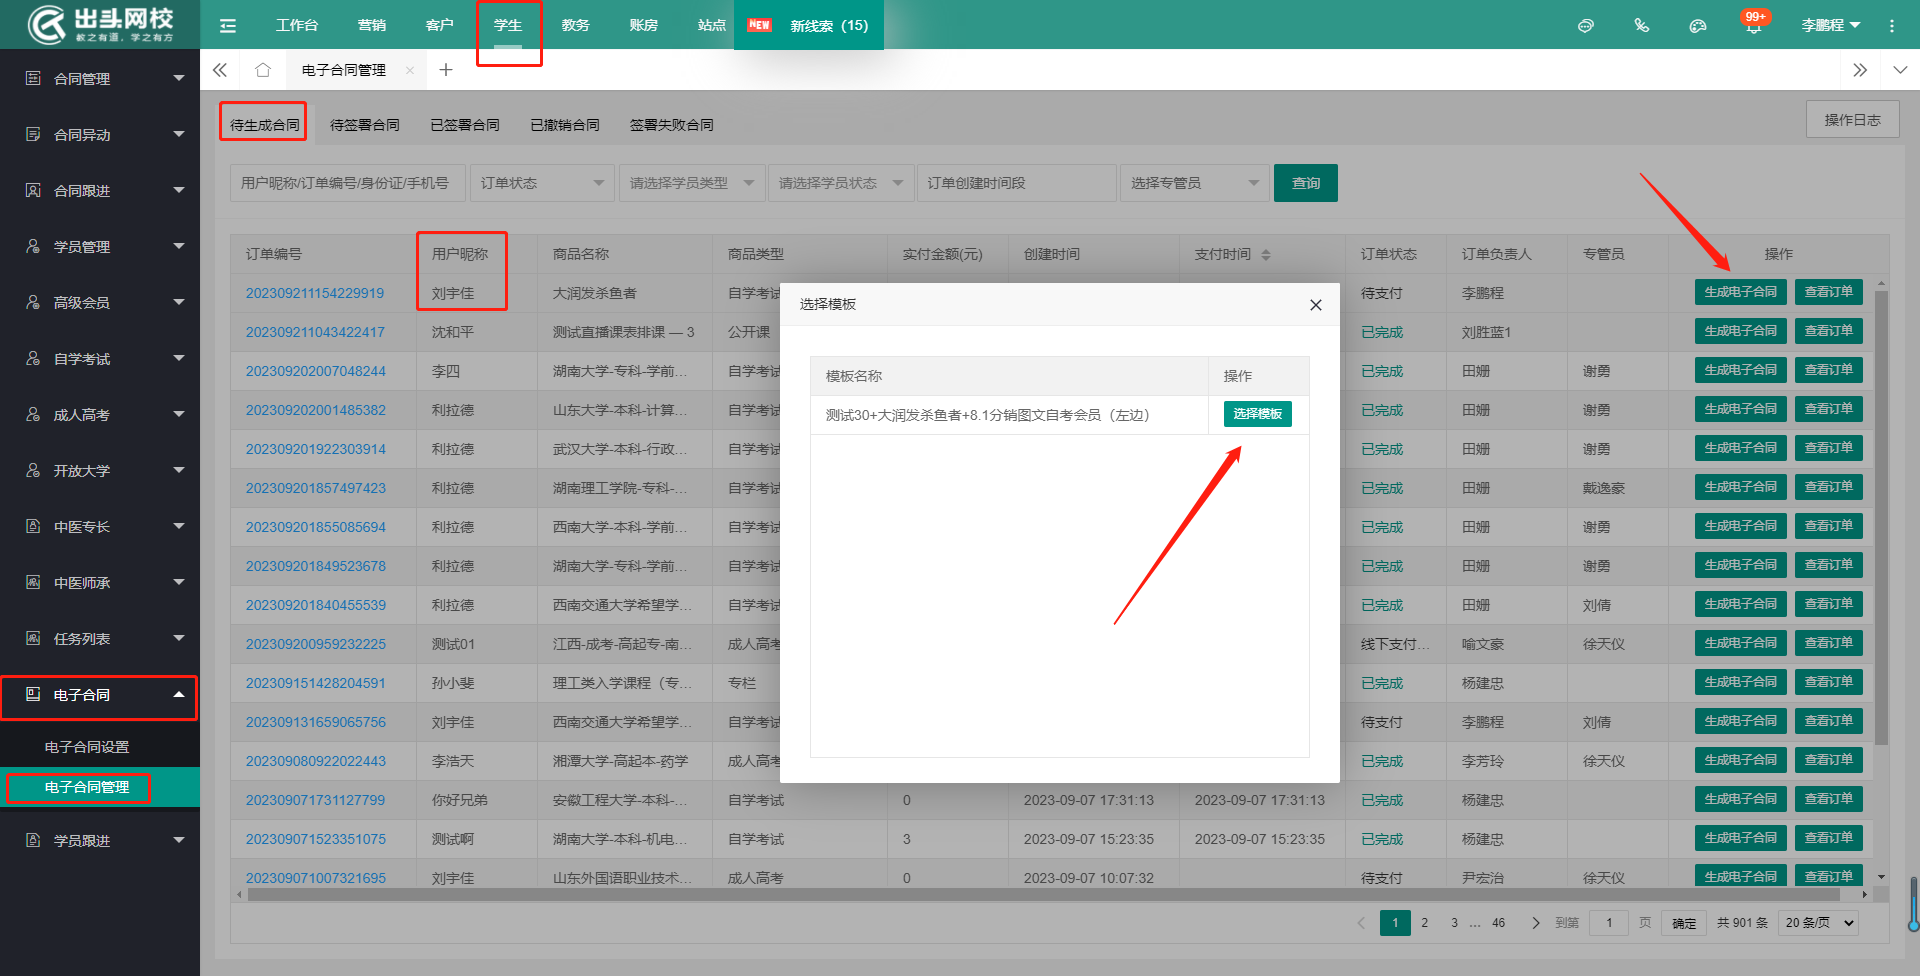 出头网校
教之有道，学之有方
工作台 营销 客户 学生 教务 账房 站点 NEW 新线索（15） 99+ 李鹏程
电子合同管理
合同管理
合同异动
合同跟进
学员管理
高级会员
自学考试
成人高考
开放大学
中医专长
中医师承
任务列表
电子合同
电子合同设置
电子合同管理
学员跟进
待生成合同 待签署合同 已签署合同 已撤销合同 签署失败合同 操作日志
用户昵称/订单编号/身份证/手机号 订单状态 请选择学员类型 请选择学员状态 订单创建时间段 选择专管员 查询
订单编号 用户昵称 商品名称 商品类型 实付金额(元) 创建时间 支付时间 订单状态 订单负责人 专管员 操作
202309211154229919 刘宇佳 大润发杀鱼者 自学考试 待支付 李鹏程 生成电子合同 查看订单
202309211043422417 沈和平 测试直播课表排课 — 3 公开课 已完成 刘胜蓝1 生成电子合同 查看订单
202309202007048244 李四 湖南大学-专科-学前... 自学考试 已完成 田姗 谢勇 生成电子合同 查看订单
202309202001485382 利拉德 山东大学-本科-计算... 自学考试 已完成 田姗 谢勇 生成电子合同 查看订单
202309201922303914 利拉德 武汉大学-本科-行政... 自学考试 已完成 田姗 谢勇 生成电子合同 查看订单
202309201857497423 利拉德 湖南理工学院-专科-... 自学考试 已完成 田姗 戴逸豪 生成电子合同 查看订单
202309201855085694 利拉德 西南大学-本科-学前... 自学考试 已完成 田姗 谢勇 生成电子合同 查看订单
202309201849523678 利拉德 湖南大学-专科-学前... 自学考试 已完成 田姗 谢勇 生成电子合同 查看订单
202309201840455539 利拉德 西南交通大学希望学... 自学考试 已完成 田姗 刘倩 生成电子合同 查看订单
202309200959232225 测试01 江西-成考-高起专-南... 成人高考 线下支付... 喻文豪 徐天仪 生成电子合同 查看订单
202309151428204591 孙小斐 理工类入学课程（专... 专栏 已完成 杨建忠 生成电子合同 查看订单
202309131659065756 刘宇佳 西南交通大学希望学... 自学考试 待支付 李鹏程 刘倩 生成电子合同 查看订单
202309080922022443 李浩天 湘潭大学-高起本-药学 成人高考 已完成 李芳玲 徐天仪 生成电子合同 查看订单
202309071731127799 你好兄弟 安徽工程大学-本科-... 自学考试 0 2023-09-07 17:31:13 2023-09-07 17:31:13 已完成 杨建忠 生成电子合同 查看订单
202309071523351075 测试啊 湖南大学-本科-机电... 自学考试 3 2023-09-07 15:23:35 2023-09-07 15:23:35 已完成 杨建忠 生成电子合同 查看订单
202309071007321695 刘宇佳 山东外国语职业技术... 成人高考 0 2023-09-07 10:07:32 待支付 尹宏治 徐天仪 生成电子合同 查看订单
选择模板
模板名称 操作
测试30+大润发杀鱼者+8.1分销图文自考会员（左边） 选择模板
1 2 3 ... 46 到第 1 页 确定 共 901 条 20 条/页